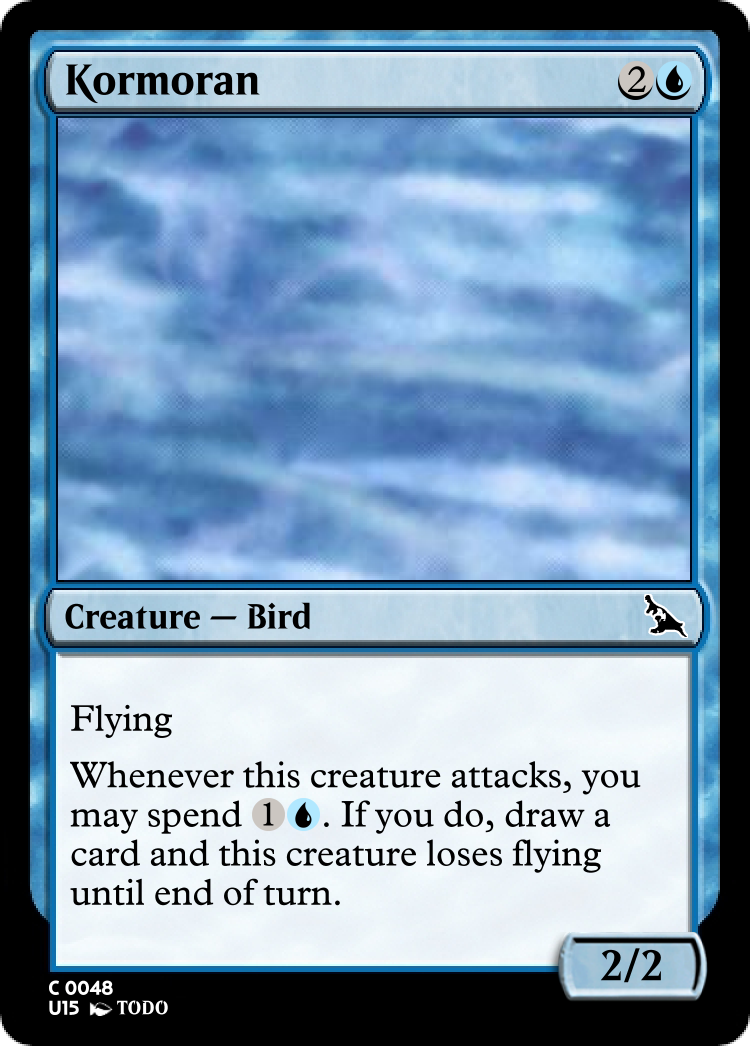 Kormoran 2
Creature — Bird
Flying
Whenever this creature attacks, you
may spend 1 . If you do, draw a
card and this creature loses flying
until end of turn.
2/2
C 0048
U15 TODO